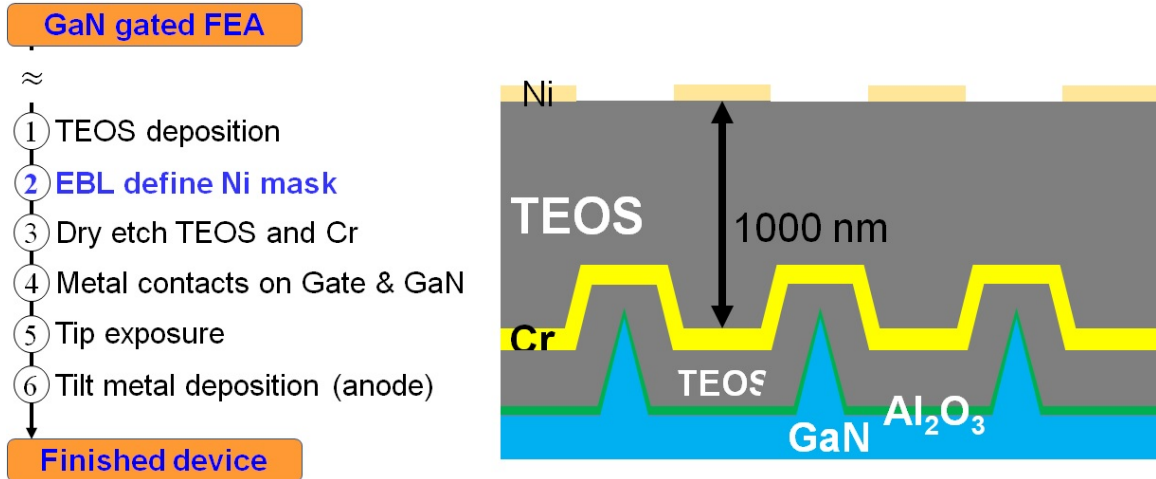 GaN gated FEA
≈
1 TEOS deposition
2 EBL define Ni mask
3 Dry etch TEOS and Cr
4 Metal contacts on Gate & GaN
5 Tip exposure
6 Tilt metal deposition (anode)
Finished device
Ni
TEOS
1000 nm
Cr
TEOS
Al₂O₃
GaN